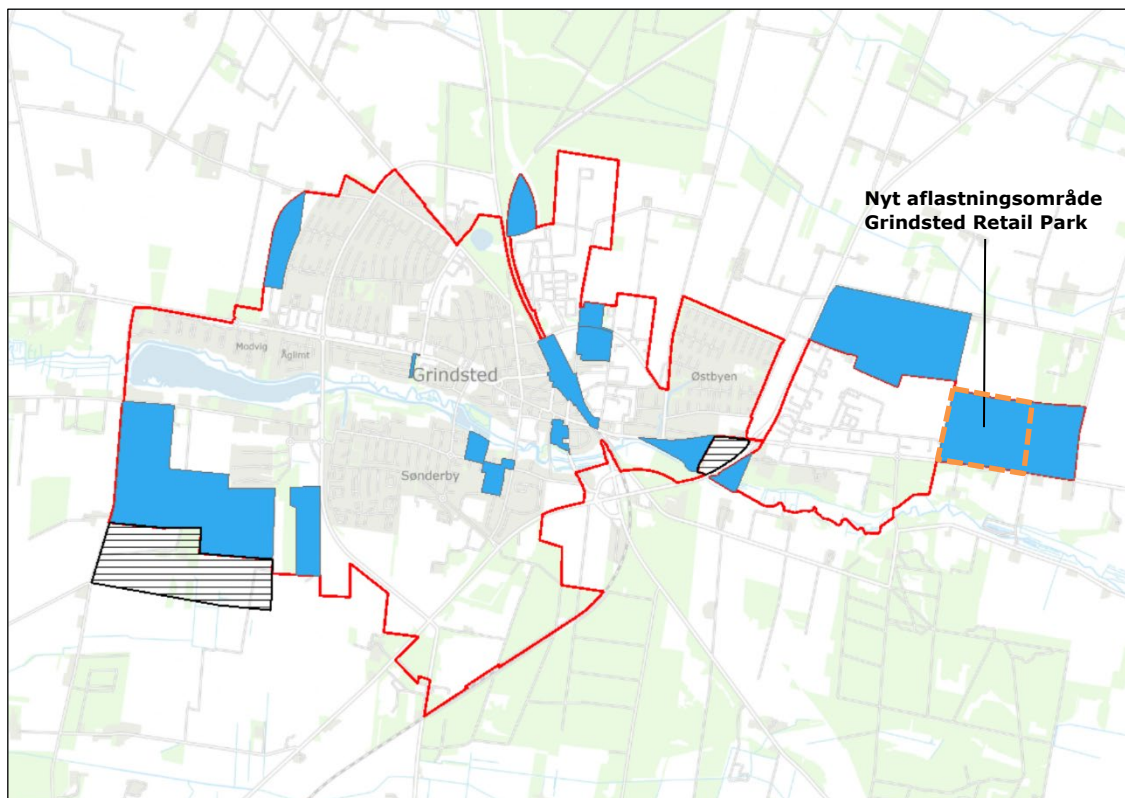 Nyt aflastningsområde
Grindsted Retail Park
Modvig
Åglimt
Grindsted
Østbyen
Sønderby